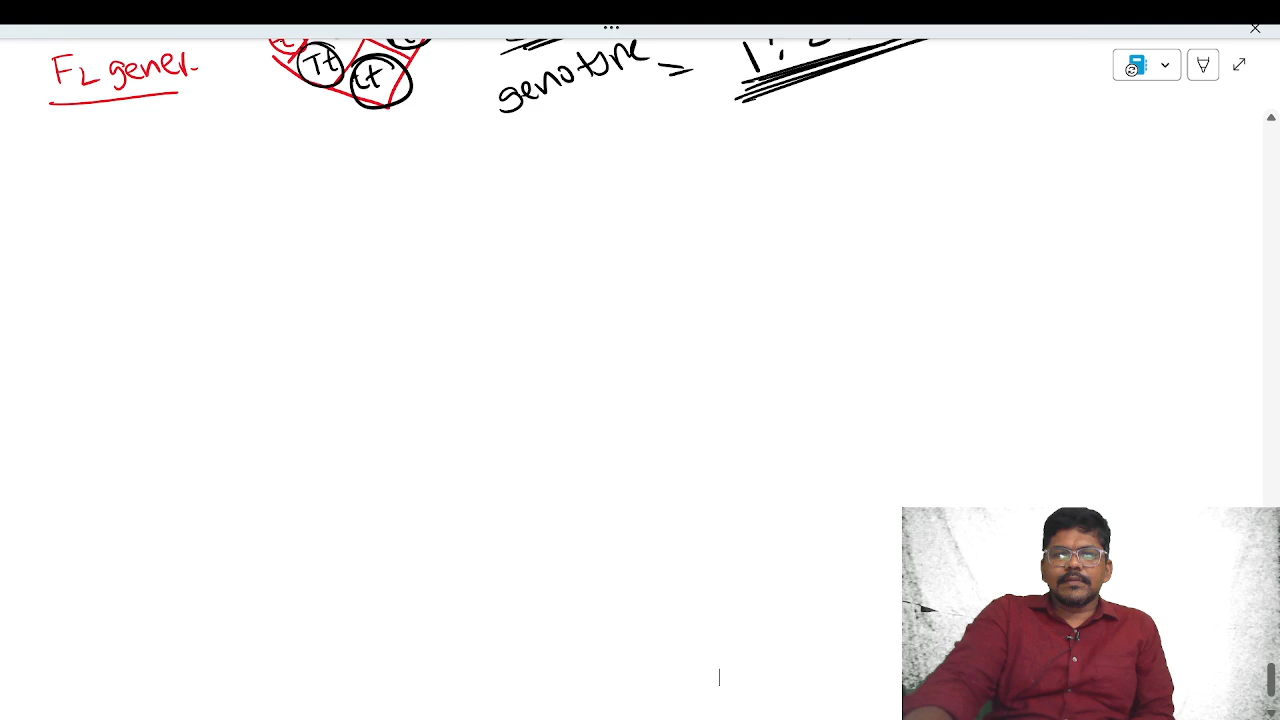 F2 gener.
Tt
tt
genotype =